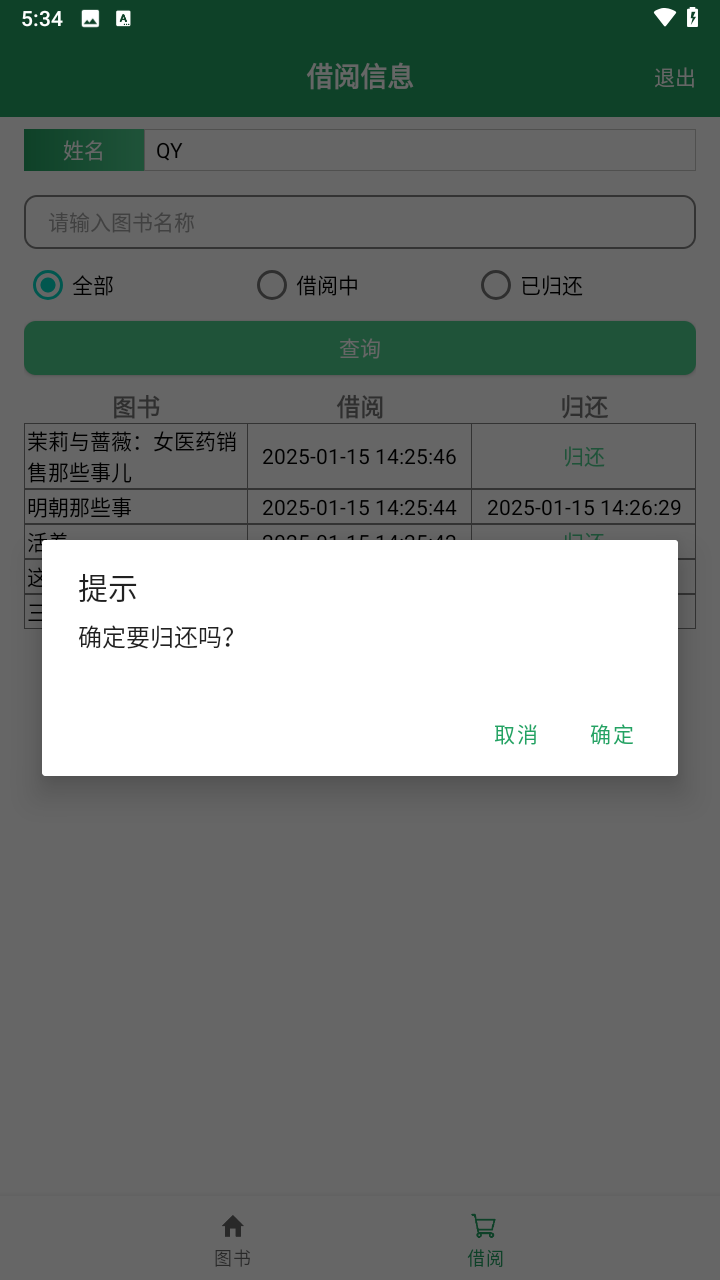 5:34
借阅信息
退出
姓名
QY
请输入图书名称
全部
借阅中
已归还
查询
图书 借阅 归还
茉莉与蔷薇：女医药销
售那些事儿
2025-01-15 14:25:46
归还
明朝那些事
2025-01-15 14:25:44
2025-01-15 14:26:29
活着
归还
这
三
提示
确定要归还吗？
取消
确定
图书
借阅